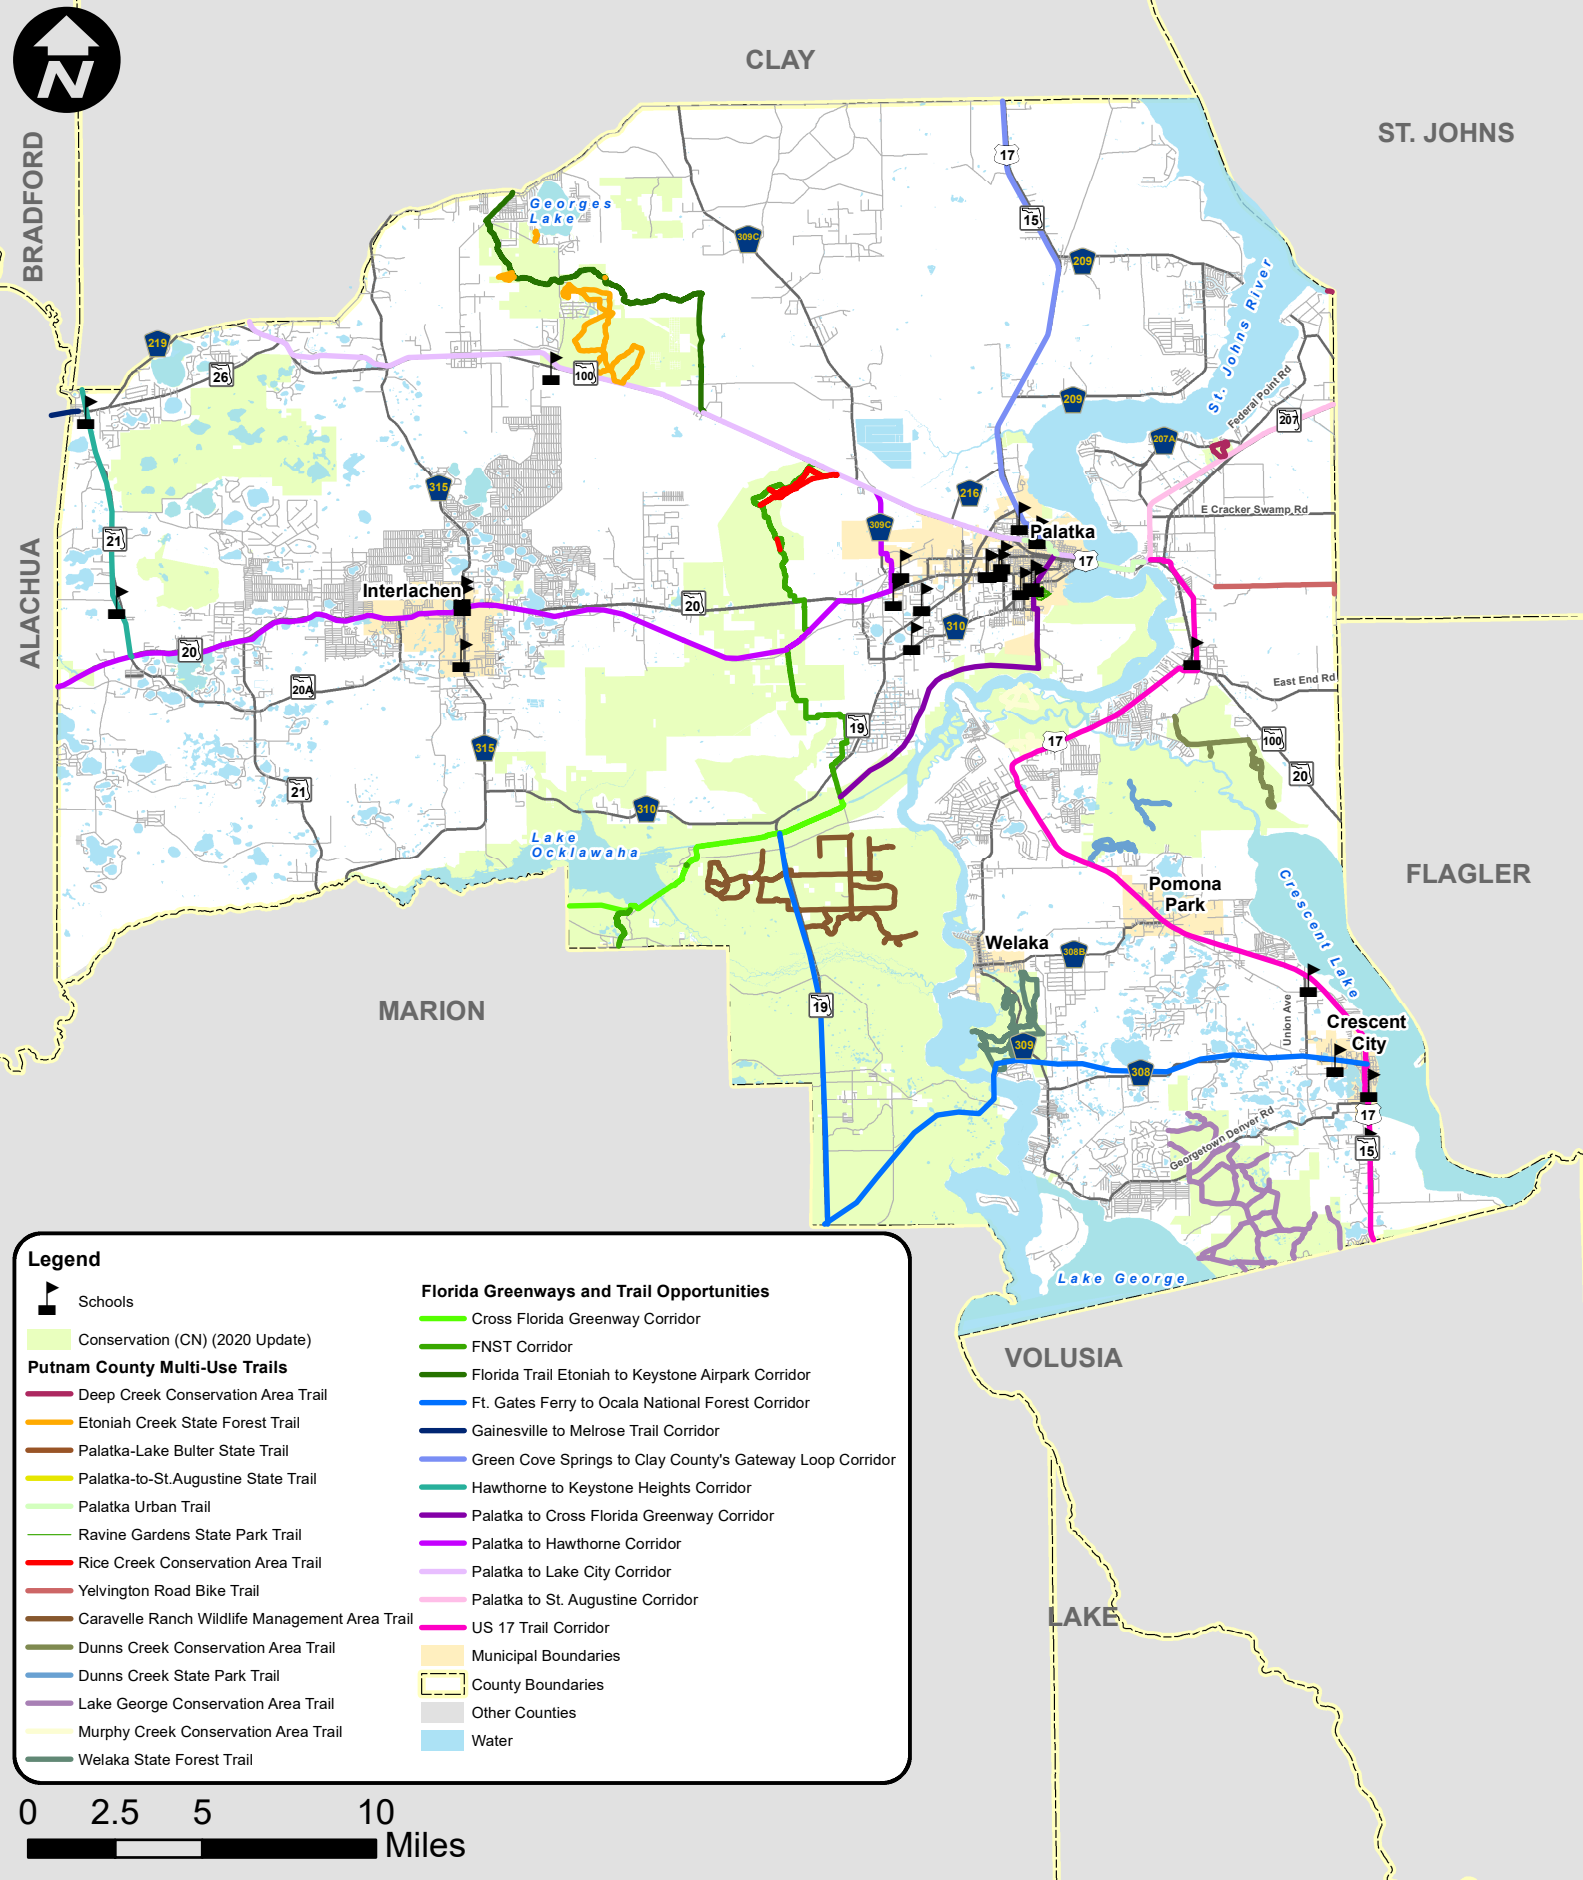 N
CLAY
ST. JOHNS
BRADFORD
17
Georges
Lake
15
309C
209
St. Johns River
219
26
100
209
Federal Point Rd
207
207A
315
216
E Cracker Swamp Rd
309C
Palatka
21
17
ALACHUA
Interlachen
20
310
20
20A
East End Rd
19
17
100
315
20
21
310
Lake
Ocklawaha
FLAGLER
Pomona
Park
Crescent Lake
Welaka
308B
MARION
19
Union Ave
Crescent
City
309
308
17
Georgetown Denver Rd
15
Lake George
VOLUSIA
LAKE
Legend
Schools
Conservation (CN) (2020 Update)
Putnam County Multi-Use Trails
Deep Creek Conservation Area Trail
Etoniah Creek State Forest Trail
Palatka-Lake Bulter State Trail
Palatka-to-St.Augustine State Trail
Palatka Urban Trail
Ravine Gardens State Park Trail
Rice Creek Conservation Area Trail
Yelvington Road Bike Trail
Caravelle Ranch Wildlife Management Area Trail
Dunns Creek Conservation Area Trail
Dunns Creek State Park Trail
Lake George Conservation Area Trail
Murphy Creek Conservation Area Trail
Welaka State Forest Trail
Florida Greenways and Trail Opportunities
Cross Florida Greenway Corridor
FNST Corridor
Florida Trail Etoniah to Keystone Airpark Corridor
Ft. Gates Ferry to Ocala National Forest Corridor
Gainesville to Melrose Trail Corridor
Green Cove Springs to Clay County's Gateway Loop Corridor
Hawthorne to Keystone Heights Corridor
Palatka to Cross Florida Greenway Corridor
Palatka to Hawthorne Corridor
Palatka to Lake City Corridor
Palatka to St. Augustine Corridor
US 17 Trail Corridor
Municipal Boundaries
County Boundaries
Other Counties
Water
0 2.5 5 10
Miles